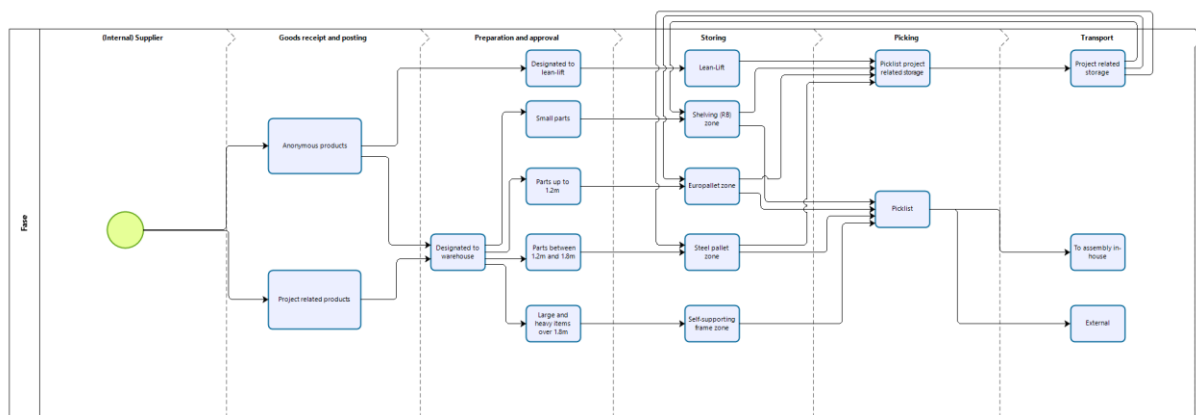 (Internal) Supplier
Goods receipt and posting
Preparation and approval
Storing
Picking
Transport
Fase
Designated to
lean-lift
Lean-Lift
Picklist project
related storage
Project related
storage
Small parts
Shelving (RB)
zone
Anonymous products
Parts up to
1.2m
Europallet zone
Picklist
Designated to
warehouse
Parts between
1.2m and 1.8m
Steel pallet
zone
To assembly in-
house
Project related products
Large and
heavy items
over 1.8m
Self-supporting
frame zone
External